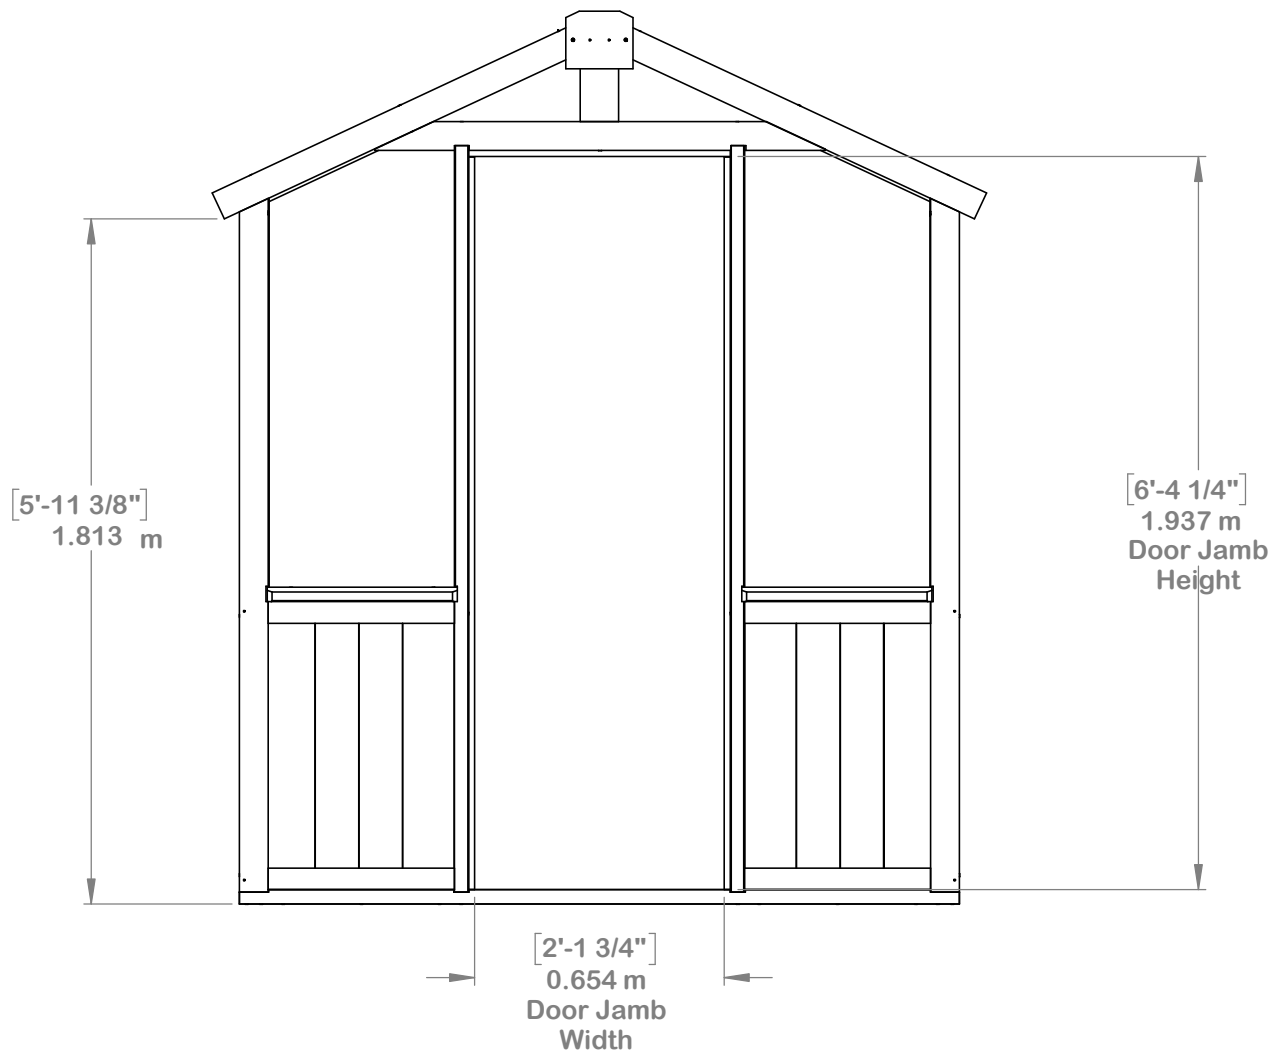 [5'-11 3/8"]
1.813 m
[6'-4 1/4"]
1.937 m
Door Jamb
Height
[2'-1 3/4"]
0.654 m
Door Jamb
Width